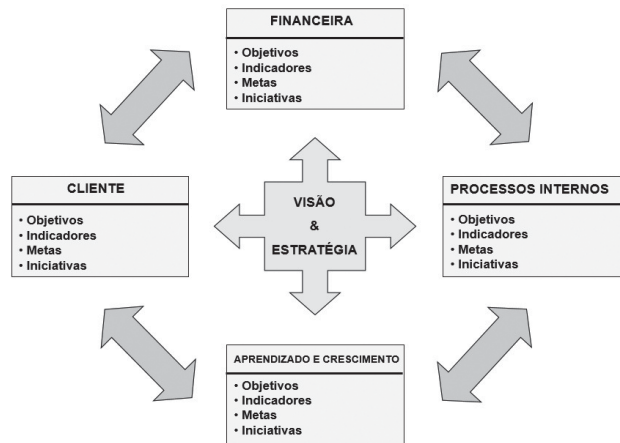 FINANCEIRA
• Objetivos
• Indicadores
• Metas
• Iniciativas
CLIENTE
• Objetivos
• Indicadores
• Metas
• Iniciativas
VISÃO
&
ESTRATÉGIA
PROCESSOS INTERNOS
• Objetivos
• Indicadores
• Metas
• Iniciativas
APRENDIZADO E CRESCIMENTO
• Objetivos
• Indicadores
• Metas
• Iniciativas